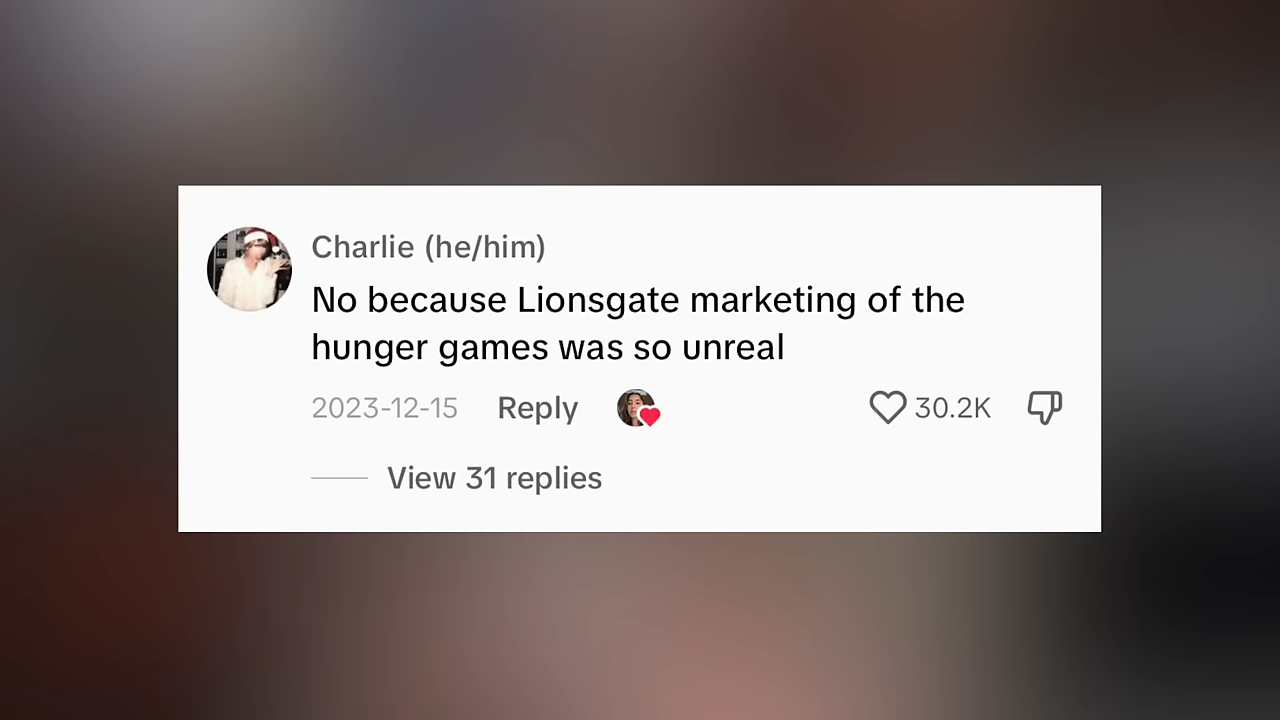 Charlie (he/him)
No because Lionsgate marketing of the
hunger games was so unreal
2023-12-15 Reply 30.2K
View 31 replies